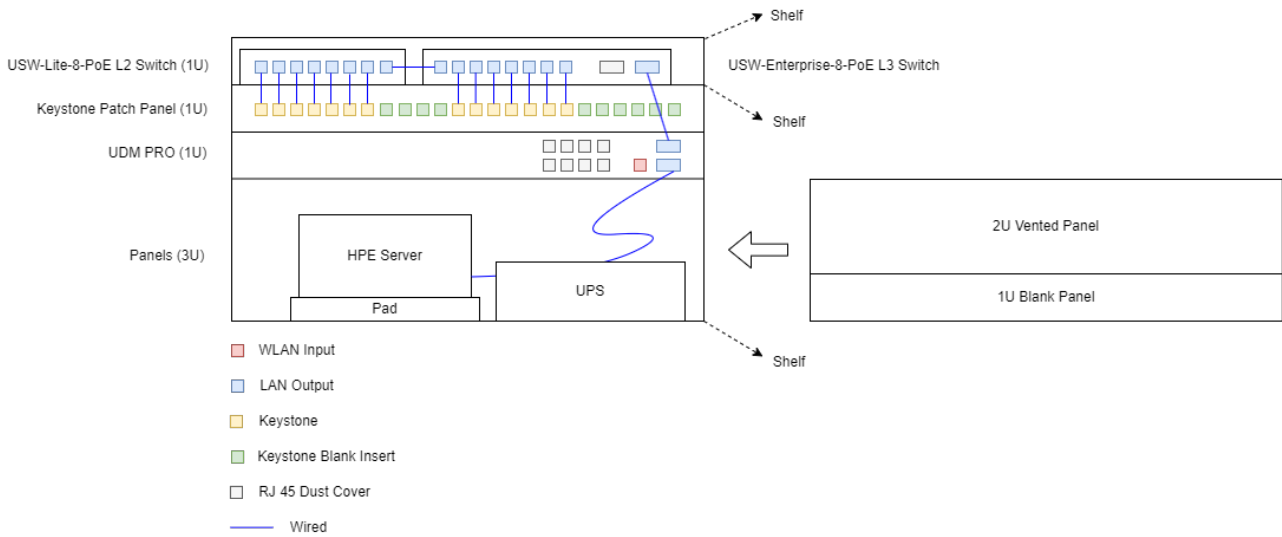 Shelf
USW-Lite-8-PoE L2 Switch (1U)
USW-Enterprise-8-PoE L3 Switch
Keystone Patch Panel (1U)
Shelf
UDM PRO (1U)
2U Vented Panel
Panels (3U)
HPE Server
UPS
1U Blank Panel
Pad
Shelf
WLAN Input
LAN Output
Keystone
Keystone Blank Insert
RJ 45 Dust Cover
Wired